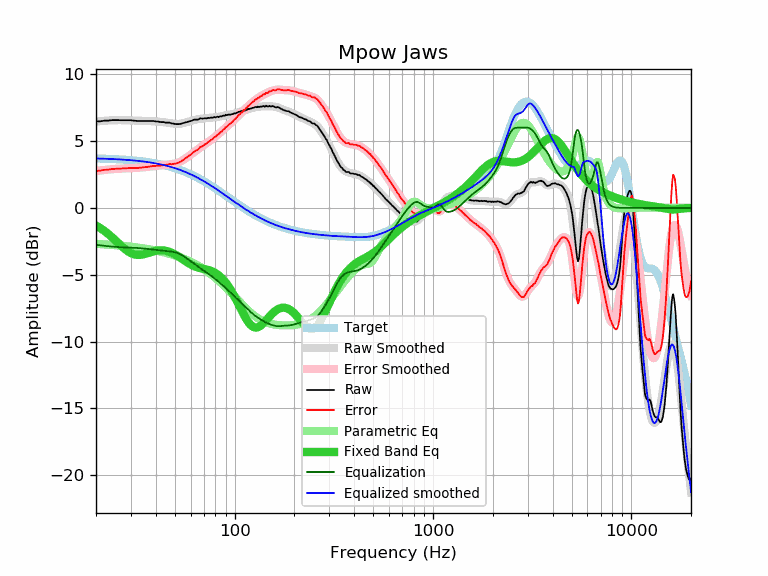 Mpow Jaws
10
5
0
−5
−10
−15
−20
Amplitude (dBr)
Target
Raw Smoothed
Error Smoothed
Raw
Error
Parametric Eq
Fixed Band Eq
Equalization
Equalized smoothed
100
1000
10000
Frequency (Hz)